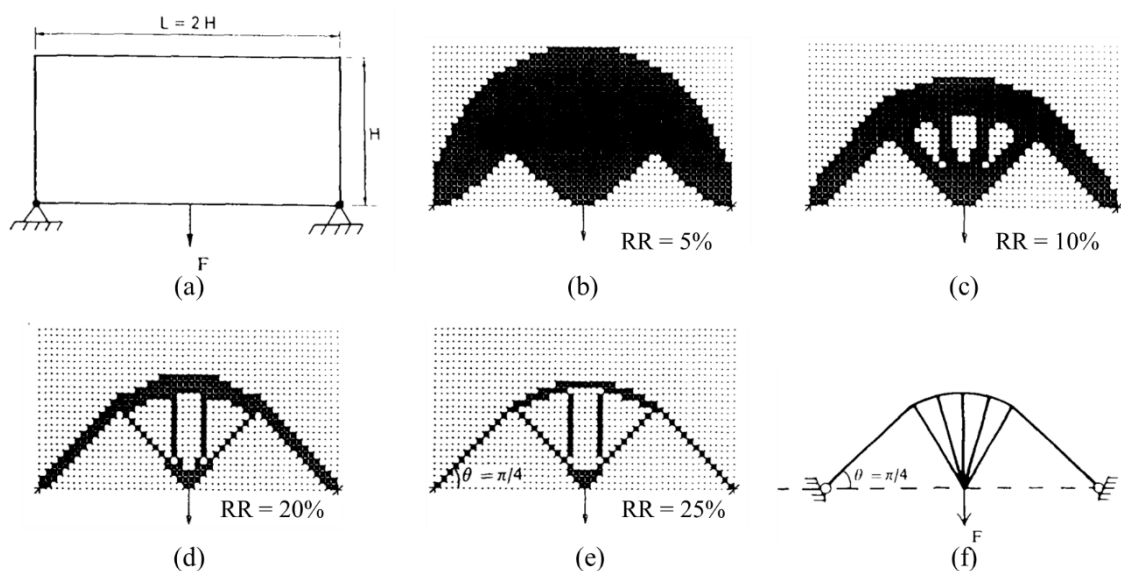 L = 2 H
H
F
(a)
RR = 5%
(b)
RR = 10%
(c)
RR = 20%
(d)
θ = π/4
RR = 25%
(e)
θ = π/4
F
(f)